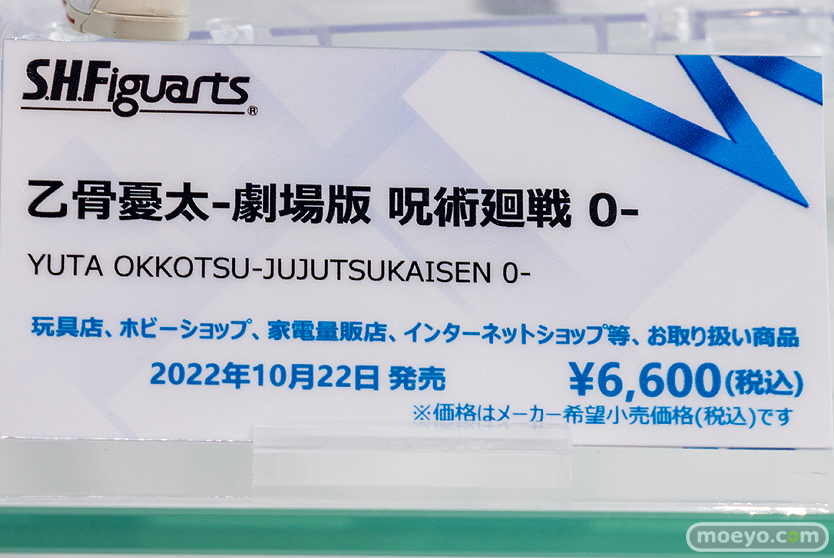 S.H.Figuarts®
乙骨憂太-劇場版 呪術廻戦 0-
YUTA OKKOTSU-JUJUTSUKAISEN 0-
玩具店、ホビーショップ、家電量販店、インターネットショップ等、お取り扱い商品
2022年10月22日 発売 ¥6,600(税込)
※価格はメーカー希望小売価格(税込)です
moeyo.com